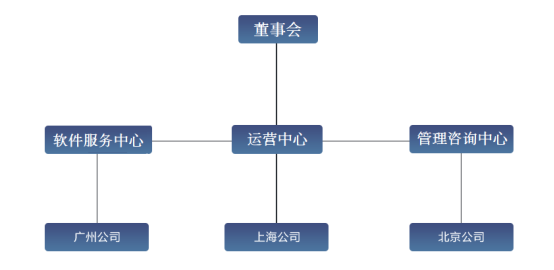 董事会
软件服务中心
运营中心
管理咨询中心
广州公司
上海公司
北京公司